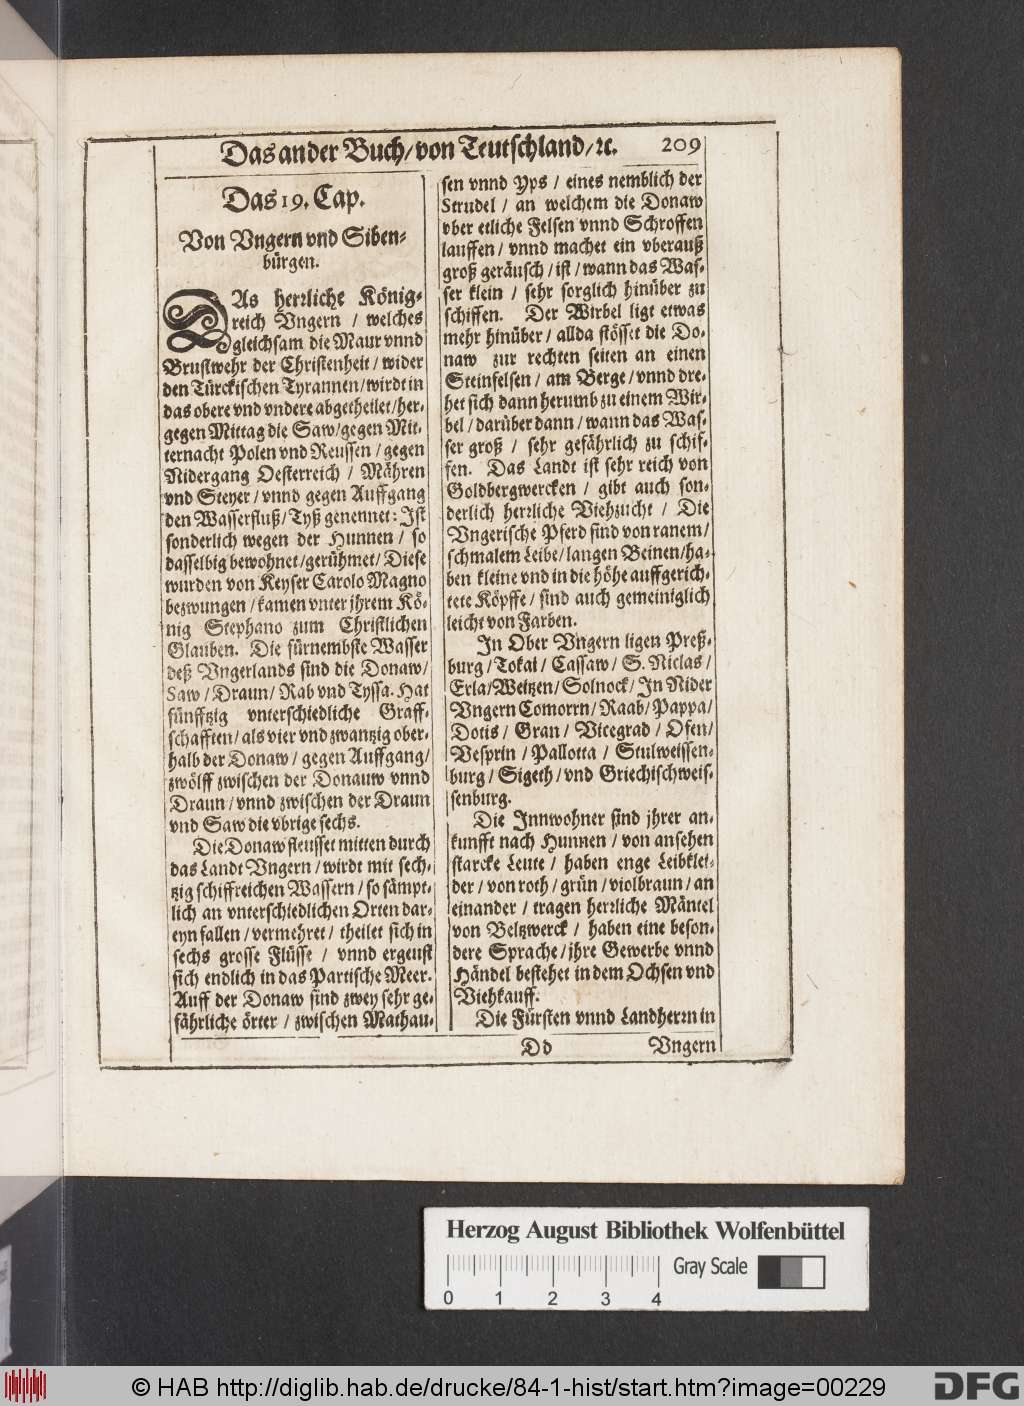 Das ander Buch/von Teutschland/ꝛc. 209
Das 19. Cap.
Von Vngern vnd Siben⸗
bürgen.
DAs herꝛliche König⸗
reich Vngern / welches
gleichsam die Maur vnnd
Brustwehr der Christenheit / wider
den Türckischen Tyrannen/wirdt in
das obere vnd vndere abgetheilet/her⸗
gegen Mittag die Saw/gegen Mit⸗
ternacht Polen vnd Reussen / gegen
Nidergang Oesterreich / Mähren
vnd Steyer / vnnd gegen Auffgang
den Wasserfluß/Tyß genennet: Ist
sonderlich wegen der Hunnen / so
dasselbig bewohnet/gerühmet/ Diese
wurden von Keyser Carolo Magno
bezwungen / kamen vnter jhrem Kö⸗
nig Stephano zum Christlichen
Glauben. Die fürnembste Wasser
deß Vngerlands sind die Donaw/
Saw / Draun/ Rab vnd Tyssa. Hat
fünfftzig vnterschiedliche Graff⸗
schafften/ als vier vnd zwantzig ober⸗
halb der Donaw / gegen Auffgang/
zwölff zwischen der Donauw vnnd
Draun / vnnd zwischen der Draun
vnd Saw die vbrige sechs.
Die Donaw fleusset mitten durch
das Landt Vngern / wirdt mit sech⸗
tzig schiffreichen Wassern / so sämpt⸗
lich an vnterschiedlichen Orten dar⸗
eyn fallen / vermehret / theilet sich in
sechs grosse Flüsse / vnnd ergeust
sich endlich in das Partische Meer.
Auff der Donaw sind zwey sehr ge⸗
fährliche örter / zwischen Mathau⸗
sen vnnd Yps / eines nemblich der
Strudel / an welchem die Donaw
vber etliche Felsen vnnd Schroffen
lauffen / vnnd machet ein vberauß
groß geräusch / ist / wann das Was⸗
ser klein / sehr sorglich hinüber zu
schiffen. Der Wirbel ligt etwas
mehr hinüber / allda stösset die Do⸗
naw zur rechten seiten an einen
Steinfelsen / am Berge / vnnd dre⸗
het sich dann herumb zu einem Wir⸗
bel / darüber dann / wann das Was⸗
ser groß / sehr gefährlich zu schif⸗
fen. Das Landt ist sehr reich von
Goldbergwercken / gibt auch son⸗
derlich herꝛliche Viehzucht / Die
Vngerische Pferd sind von ranem/
schmalem Leibe/ langen Beinen/ha⸗
ben kleine vnd in die höhe auffgerich⸗
tete Köpffe / sind auch gemeiniglich
leicht von Farben.
In Ober Vngern ligen Preß⸗
burg / Tokai / Cassaw / S. Niclas /
Erla/ Weitzen/ Solnock/ In Nider
Vngern Comorrn/ Raab/ Pappa/
Dotis / Gran / Vicegrad / Ofen/
Vesprin / Pallotta / Stulweissen⸗
burg / Sigeth / vnd Griechischweis⸗
senburg.
Die Innwohner sind jhrer an⸗
kunfft nach Hunnen / von ansehen
starcke Leute / haben enge Leibklei⸗
der / von roth / grün / violbraun / an
einander / tragen herꝛliche Mäntel
von Beltzwerck / haben eine beson⸗
dere Sprache / jhre Gewerbe vnnd
Händel bestehet in dem Ochsen vnd
Viehkauff.
Die Fürsten vnnd Landherrn in
Dd Vngern
Herzog August Bibliothek Wolfenbüttel
Gray Scale
0 1 2 3 4
© HAB http://diglib.hab.de/drucke/84-1-hist/start.htm?image=00229
DFG